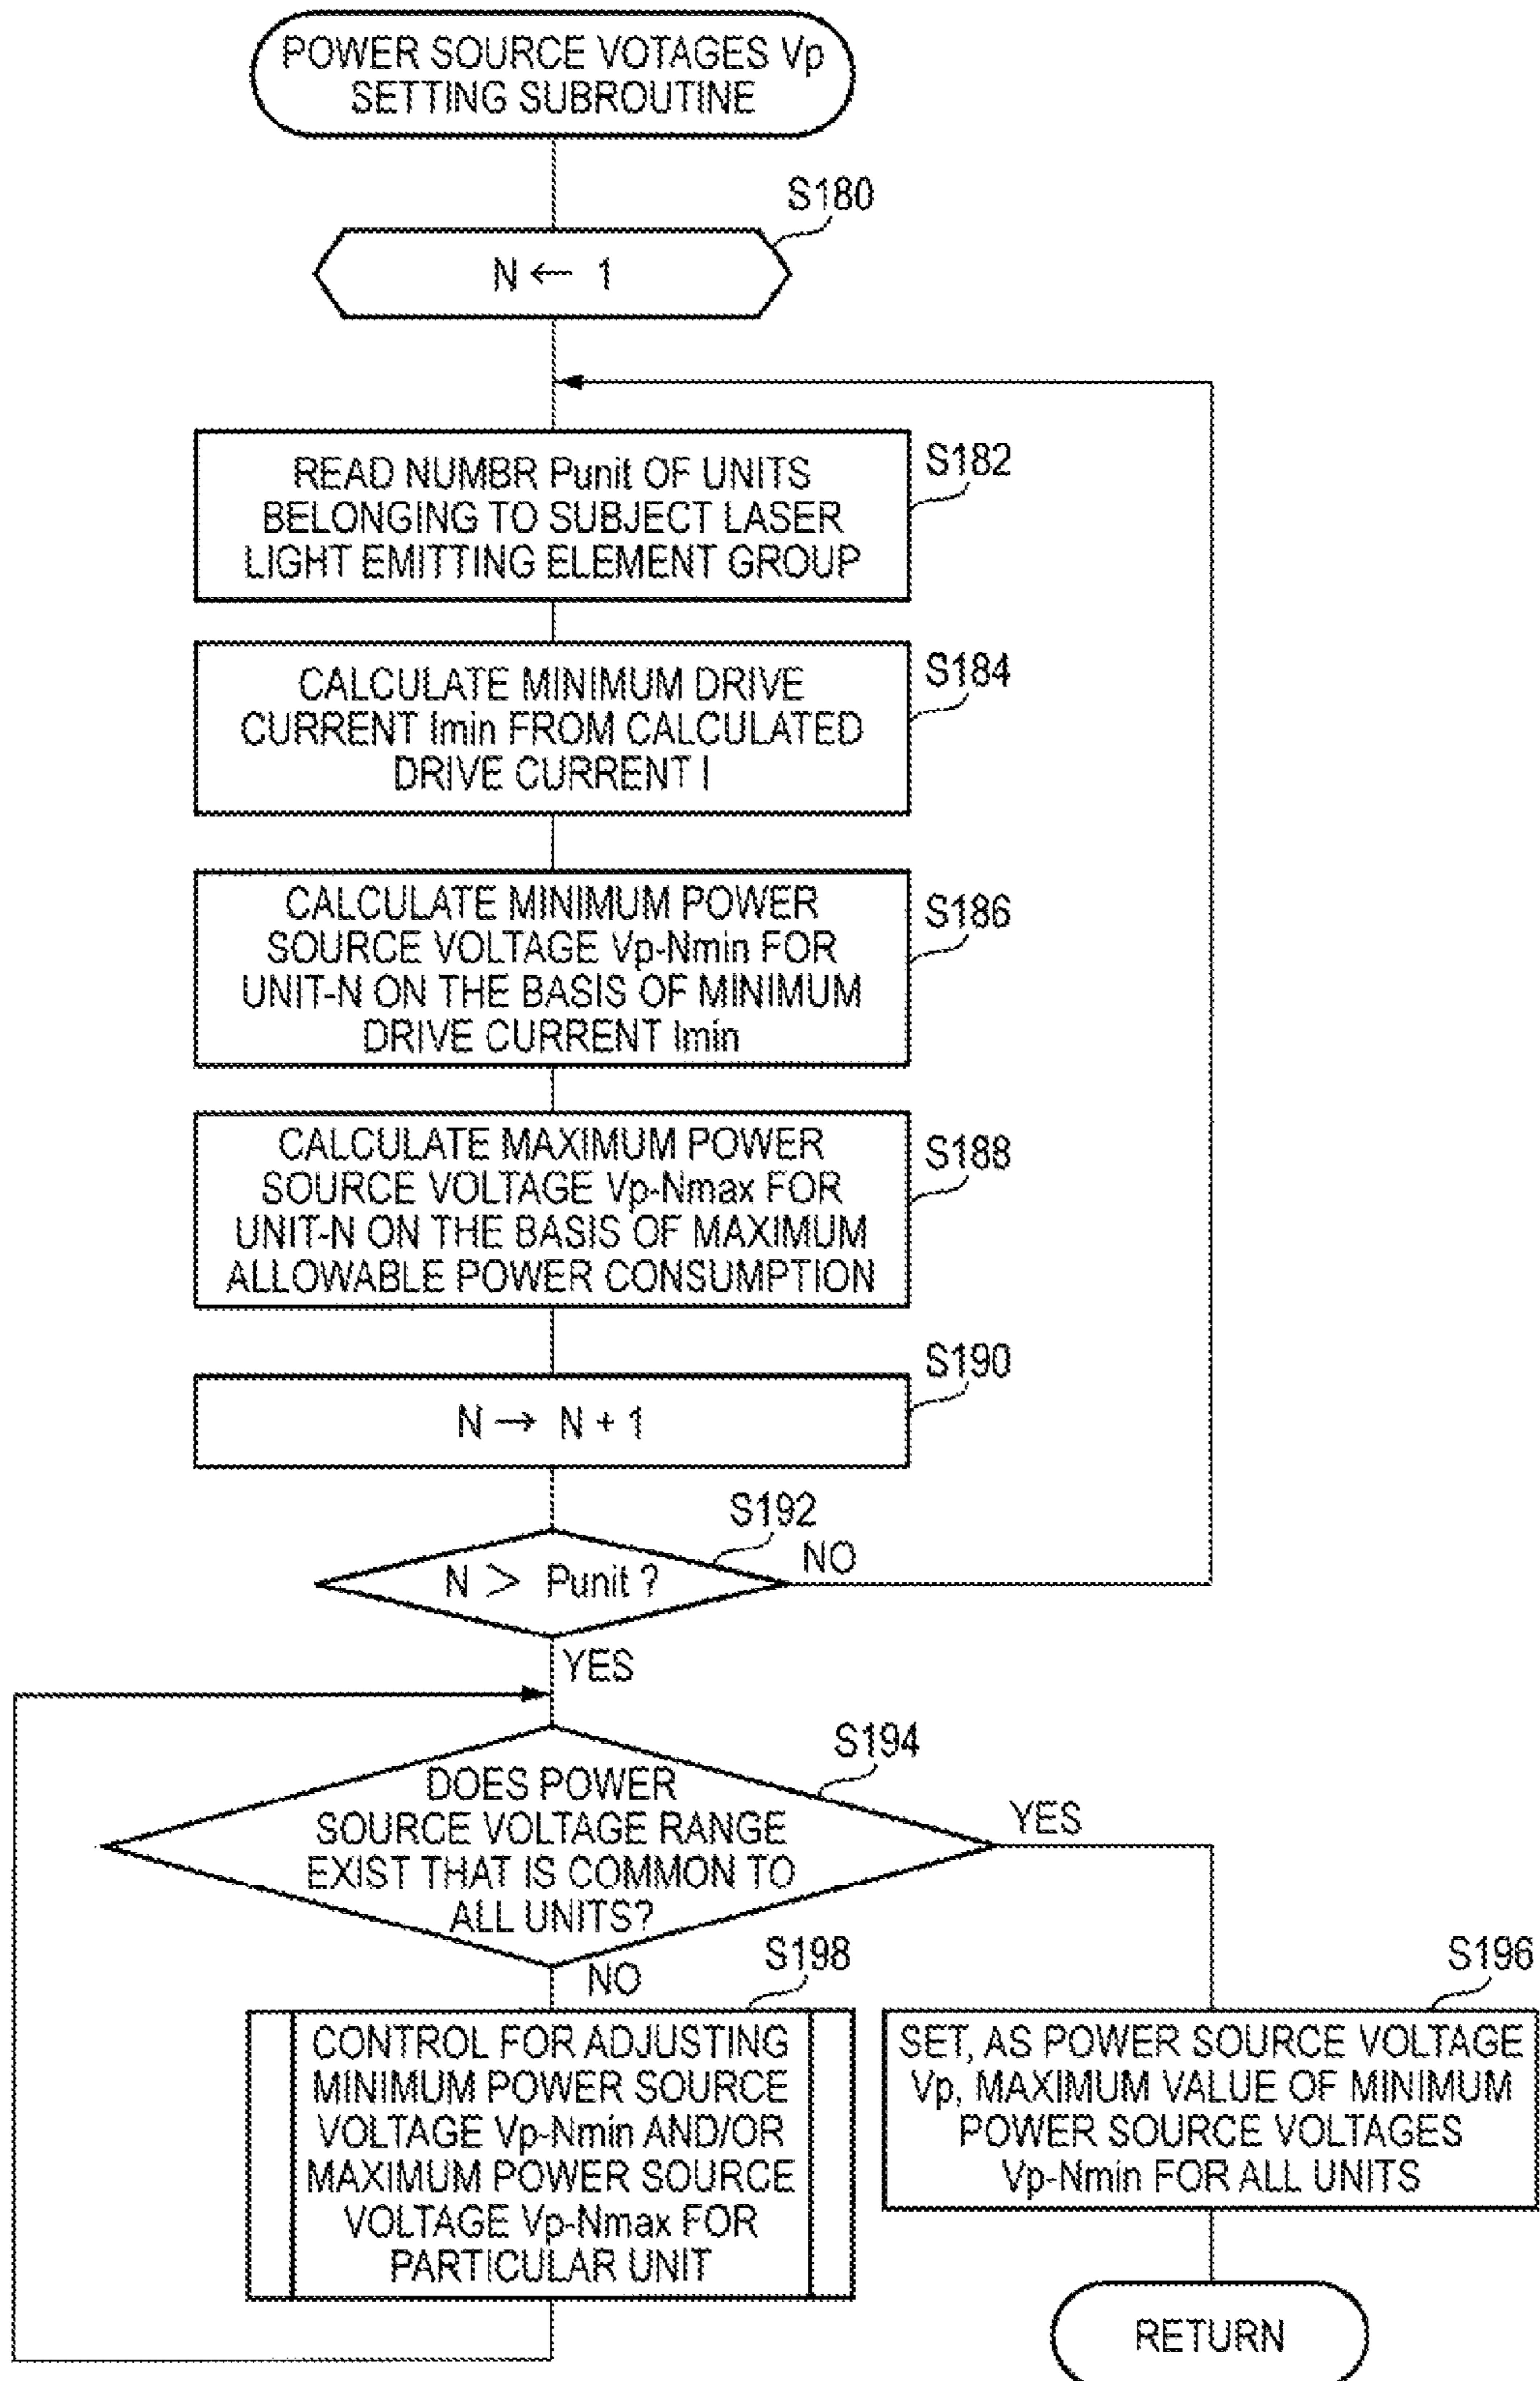 POWER SOURCE VOTAGES Vp
SETTING SUBROUTINE
S180
N ← 1
READ NUMBR Punit OF UNITS
BELONGING TO SUBJECT LASER
LIGHT EMITTING ELEMENT GROUP
S182
CALCULATE MINIMUM DRIVE
CURRENT Imin FROM CALCULATED
DRIVE CURRENT I
S184
CALCULATE MINIMUM POWER
SOURCE VOLTAGE Vp-Nmin FOR
UNIT-N ON THE BASIS OF MINIMUM
DRIVE CURRENT Imin
S186
CALCULATE MAXIMUM POWER
SOURCE VOLTAGE Vp-Nmax FOR
UNIT-N ON THE BASIS OF MAXIMUM
ALLOWABLE POWER CONSUMPTION
S188
S190
N → N + 1
S192
N > Punit ?
NO
YES
S194
DOES POWER
SOURCE VOLTAGE RANGE
EXIST THAT IS COMMON TO
ALL UNITS?
YES
NO
S198
CONTROL FOR ADJUSTING
MINIMUM POWER SOURCE
VOLTAGE Vp-Nmin AND/OR
MAXIMUM POWER SOURCE
VOLTAGE Vp-Nmax FOR
PARTICULAR UNIT
S196
SET, AS POWER SOURCE VOLTAGE
Vp, MAXIMUM VALUE OF MINIMUM
POWER SOURCE VOLTAGES
Vp-Nmin FOR ALL UNITS
RETURN